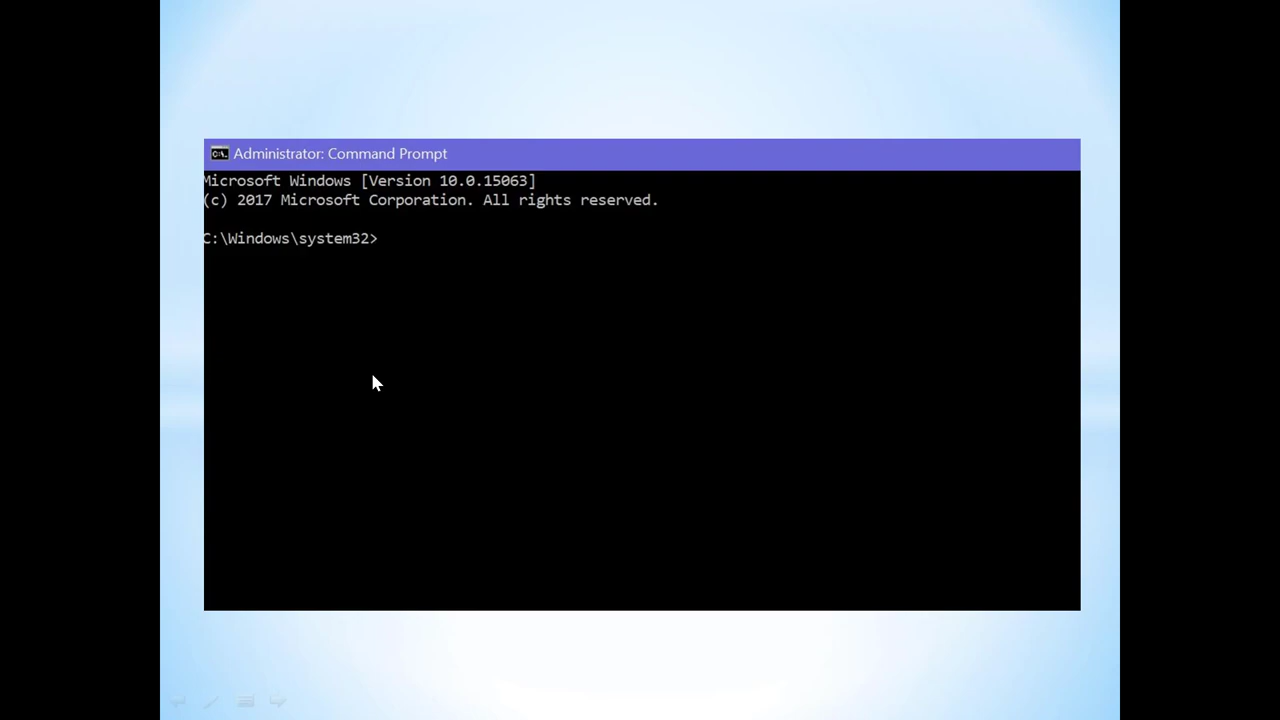 Administrator: Command Prompt
Microsoft Windows [Version 10.0.15063]
(c) 2017 Microsoft Corporation. All rights reserved.
C:\Windows\system32>